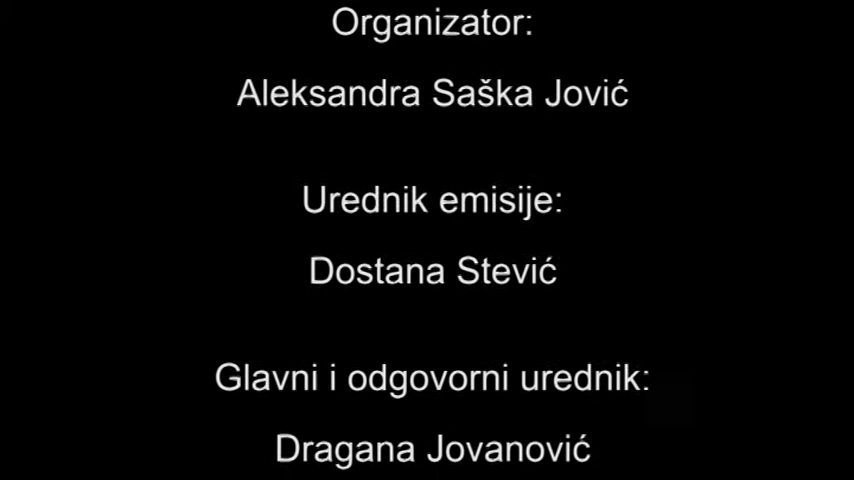 Organizator:
Aleksandra Saška Jović
Urednik emisije:
Dostana Stević
Glavni i odgovorni urednik:
Dragana Jovanović